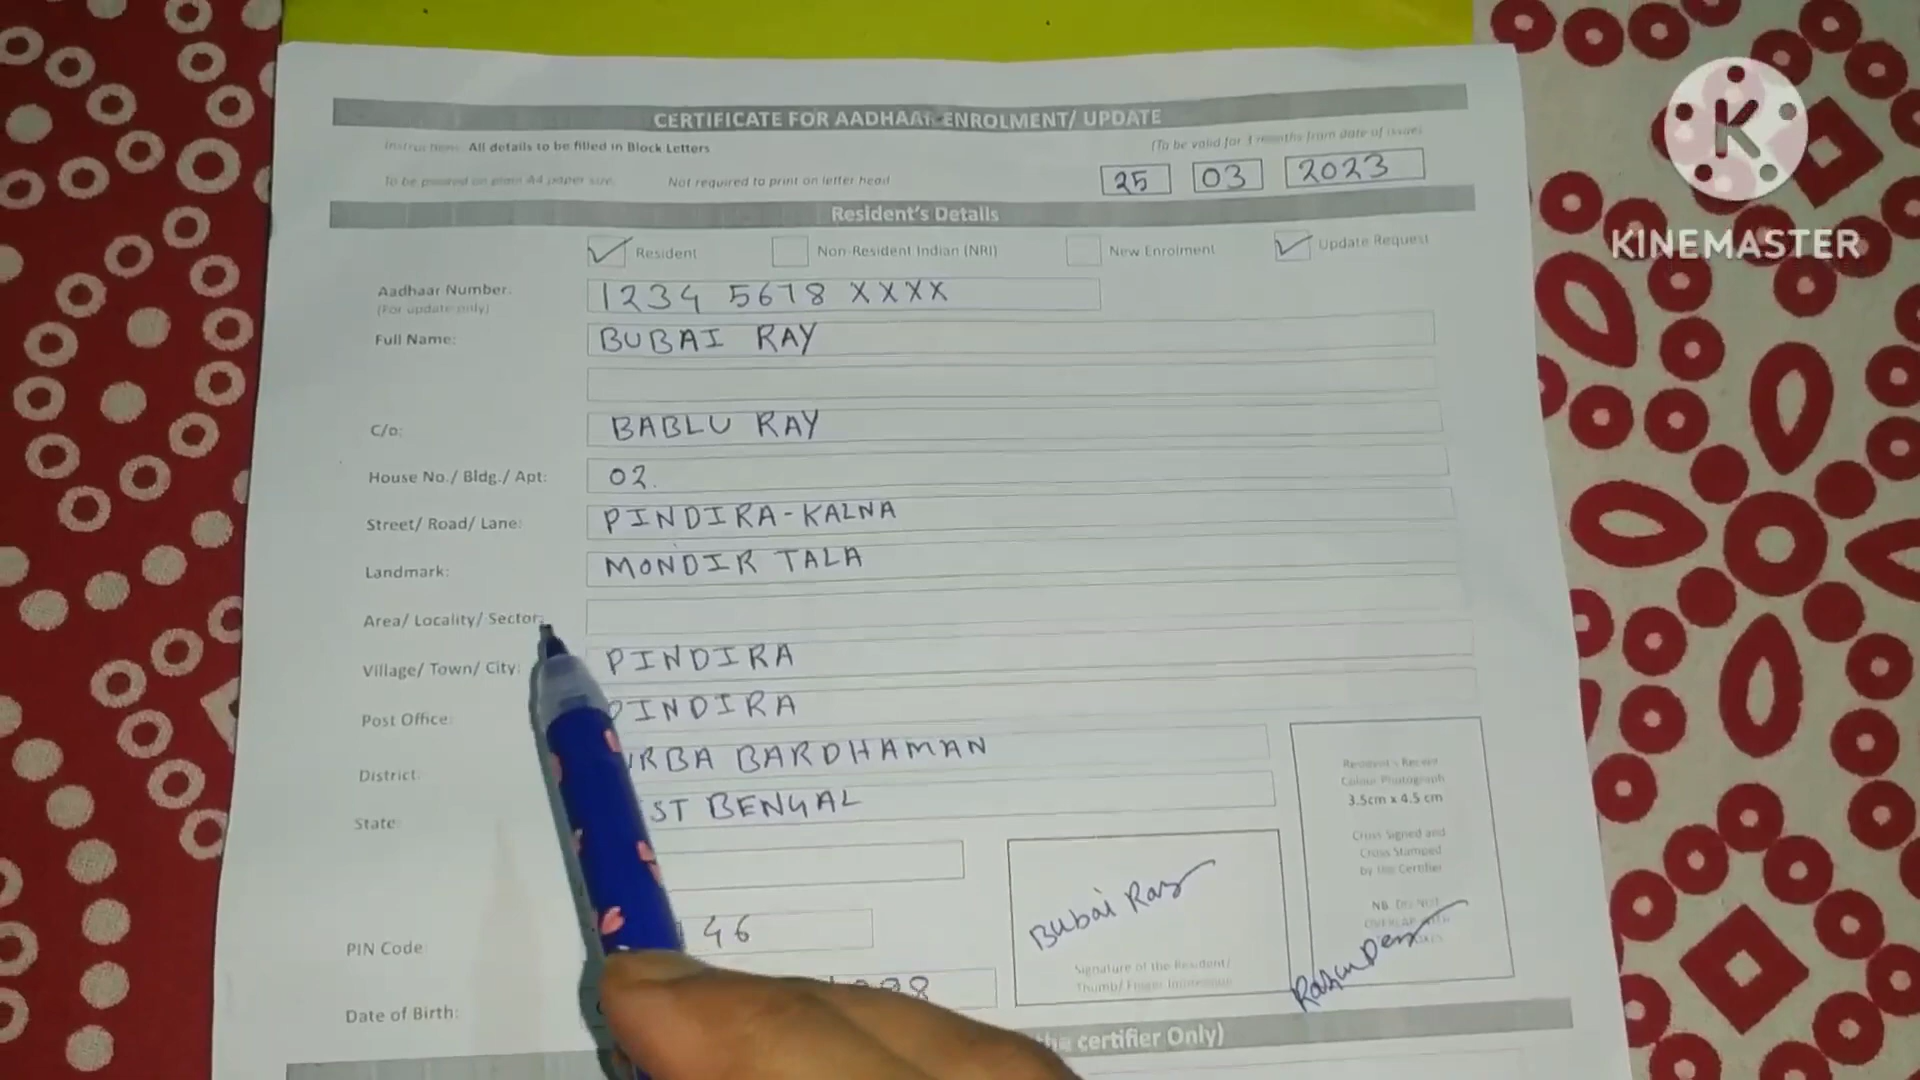 CERTIFICATE FOR AADHAAR ENROLMENT/ UPDATE
Instructions: All details to be filled in Block Letters
(To be valid for 3 months from date of issue)
To be printed on plain A4 paper size. Not required to print on letter head
25 03 2023
KINEMASTER
Resident's Details
Resident Non-Resident Indian (NRI) New Enrolment Update Request
Aadhaar Number: 1234 5678 XXXX
(For update only)
Full Name: BUBAI RAY
C/o: BABLU RAY
House No./ Bldg./ Apt: 02.
Street/ Road/ Lane: PINDIRA-KALNA
Landmark: MONDIR TALA
Area/ Locality/ Sector:
Village/ Town/ City: PINDIRA
Post Office: PINDIRA
District: URBA BARDHAMAN
State: ST BENGAL
PIN Code: 46
Date of Birth:
Bubai Ray
Signature of the Resident/
Thumb/ Finger Impression
Resident's Recent
Colour Photograph
3.5cm x 4.5 cm
Cross Signed and
Cross Stamped
by the Certifier
NB. DO NOT
OVERLAP WITH
the certifier Only)